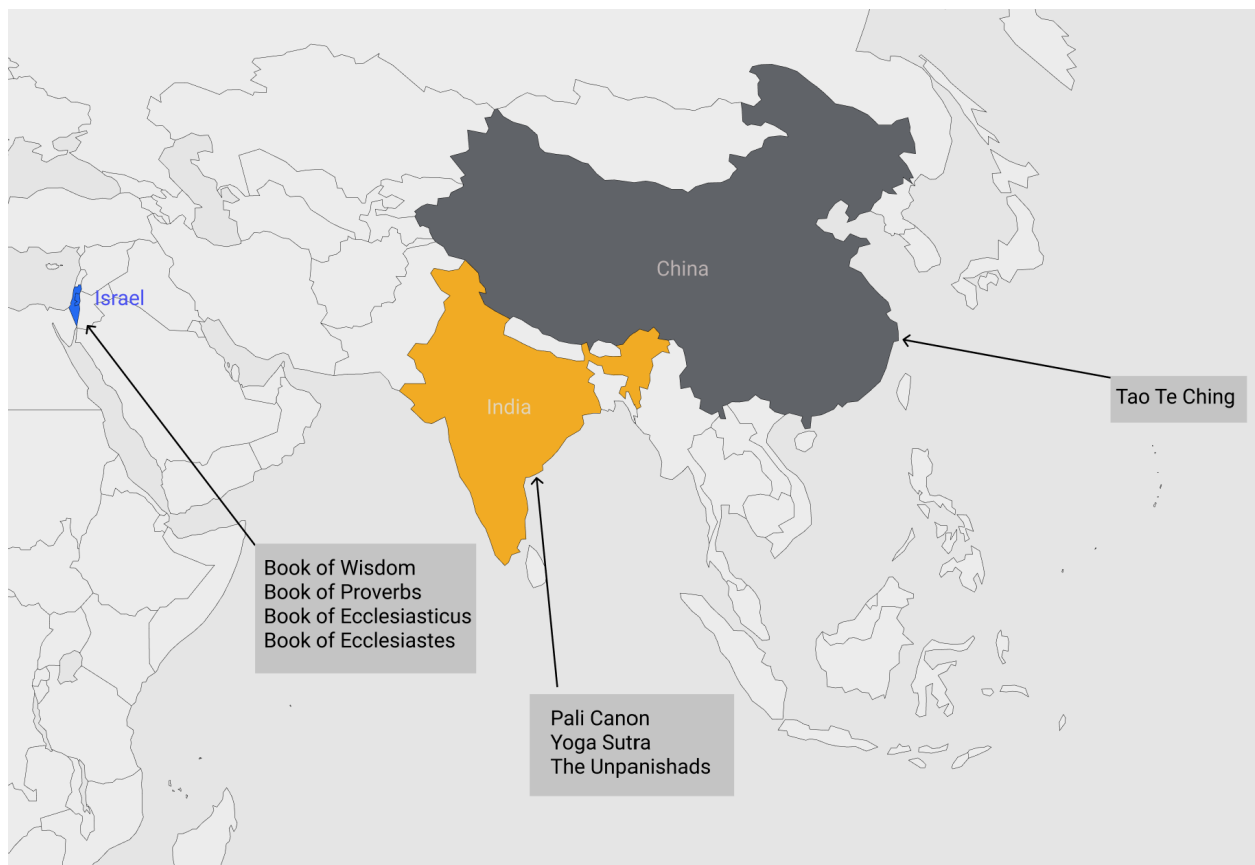 China
Israel
India
Tao Te Ching
Book of Wisdom
Book of Proverbs
Book of Ecclesiasticus
Book of Ecclesiastes
Pali Canon
Yoga Sutra
The Unpanishads